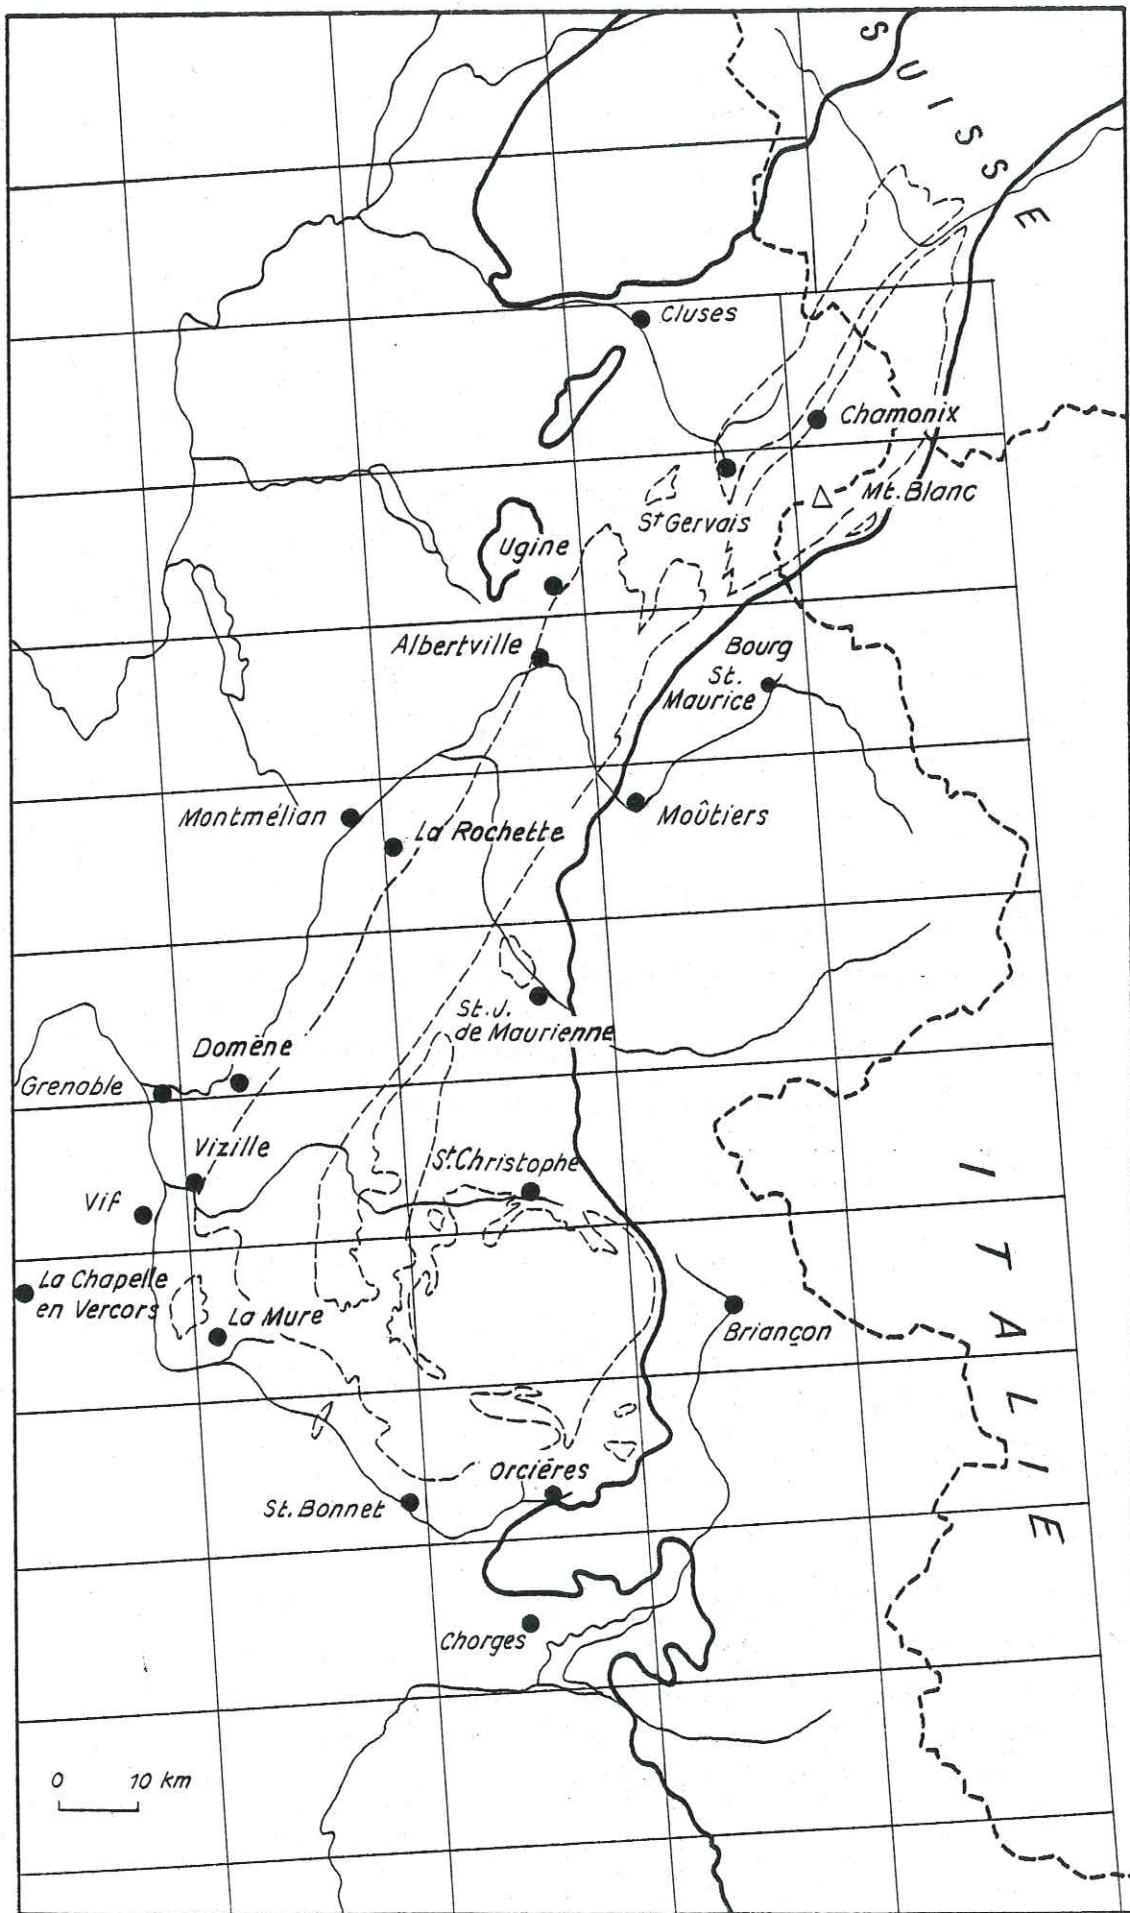 SUISSE
Cluses
Chamonix
Mt. Blanc
St Gervais
Ugine
Albertville
Bourg
St.
Maurice
Montmélian
La Rochette
Moûtiers
St. J.
de Maurienne
Domène
Grenoble
Vizille
St. Christophe
Vif
La Chapelle
en Vercors
La Mure
Briançon
ITALIE
Orcières
St. Bonnet
Chorges
0 10 km